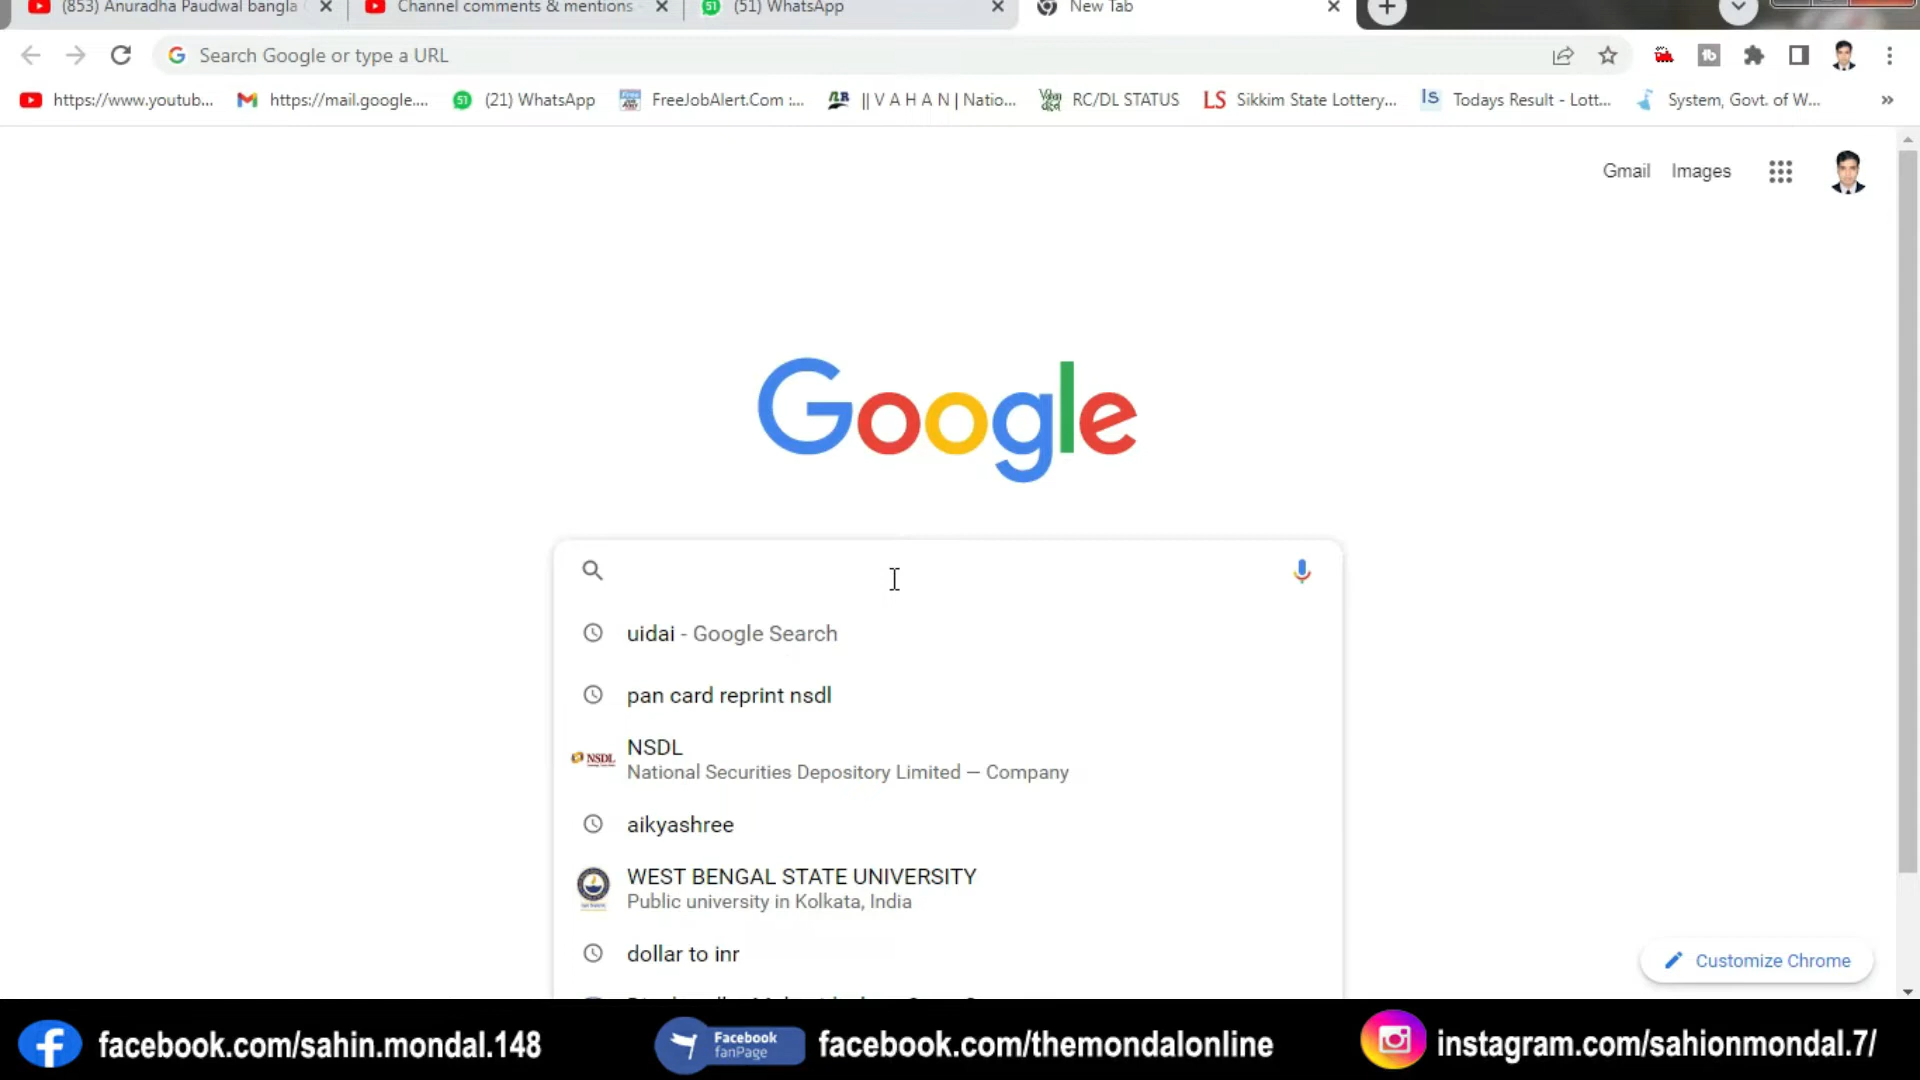 (853) Anuradha Paudwal bangla
Channel comments & mentions
(51) WhatsApp
New Tab
Search Google or type a URL
https://www.youtub...
https://mail.google....
(21) WhatsApp
FreeJobAlert.Com :...
|| V A H A N | Natio...
RC/DL STATUS
LS Sikkim State Lottery...
ls Todays Result - Lott...
System, Govt. of W...
Gmail
Images
Google
uidai - Google Search
pan card reprint nsdl
NSDL
NSDL
National Securities Depository Limited — Company
aikyashree
WEST BENGAL STATE UNIVERSITY
Public university in Kolkata, India
dollar to inr
Customize Chrome
facebook.com/sahin.mondal.148
Facebook
fanPage
facebook.com/themondalonline
instagram.com/sahionmondal.7/